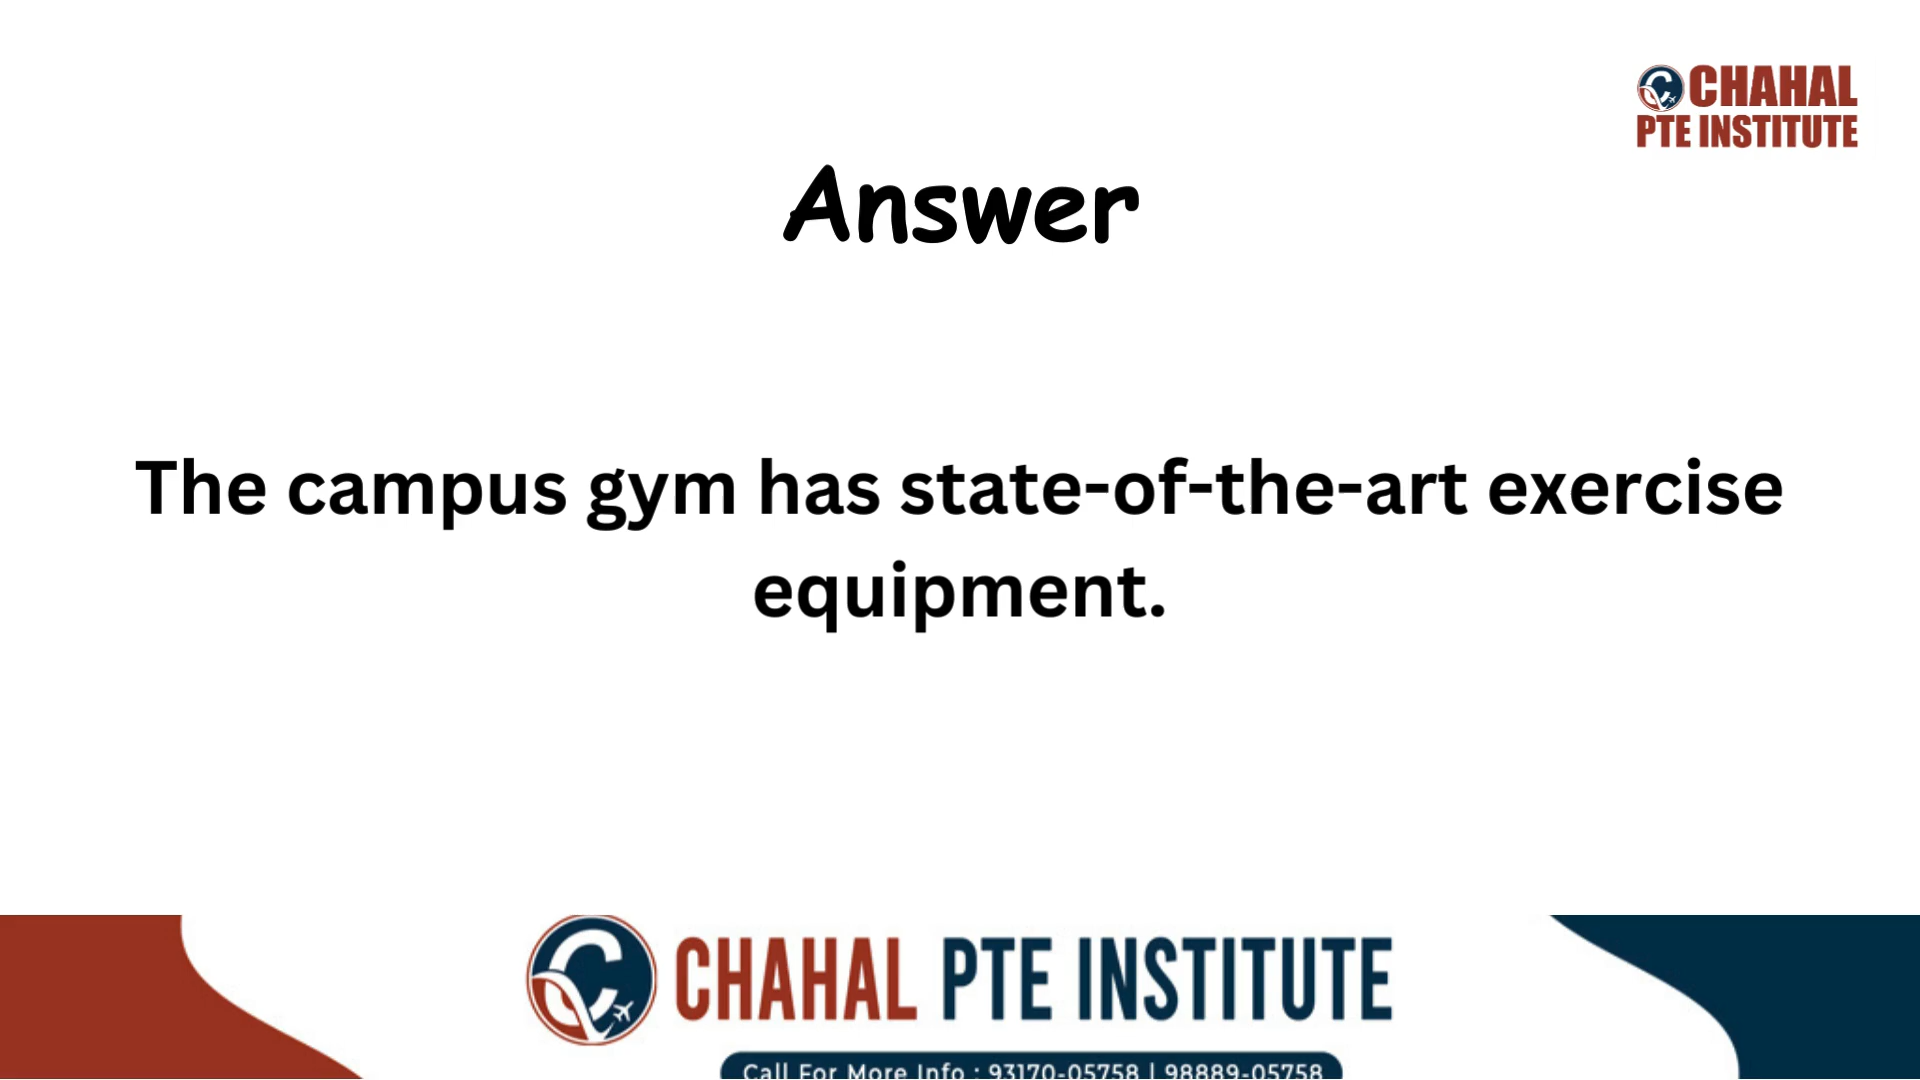 CHAHAL
PTE INSTITUTE
Answer
The campus gym has state-of-the-art exercise
equipment.
CHAHAL PTE INSTITUTE
Call For More Info : 93170-05758 | 98889-05758